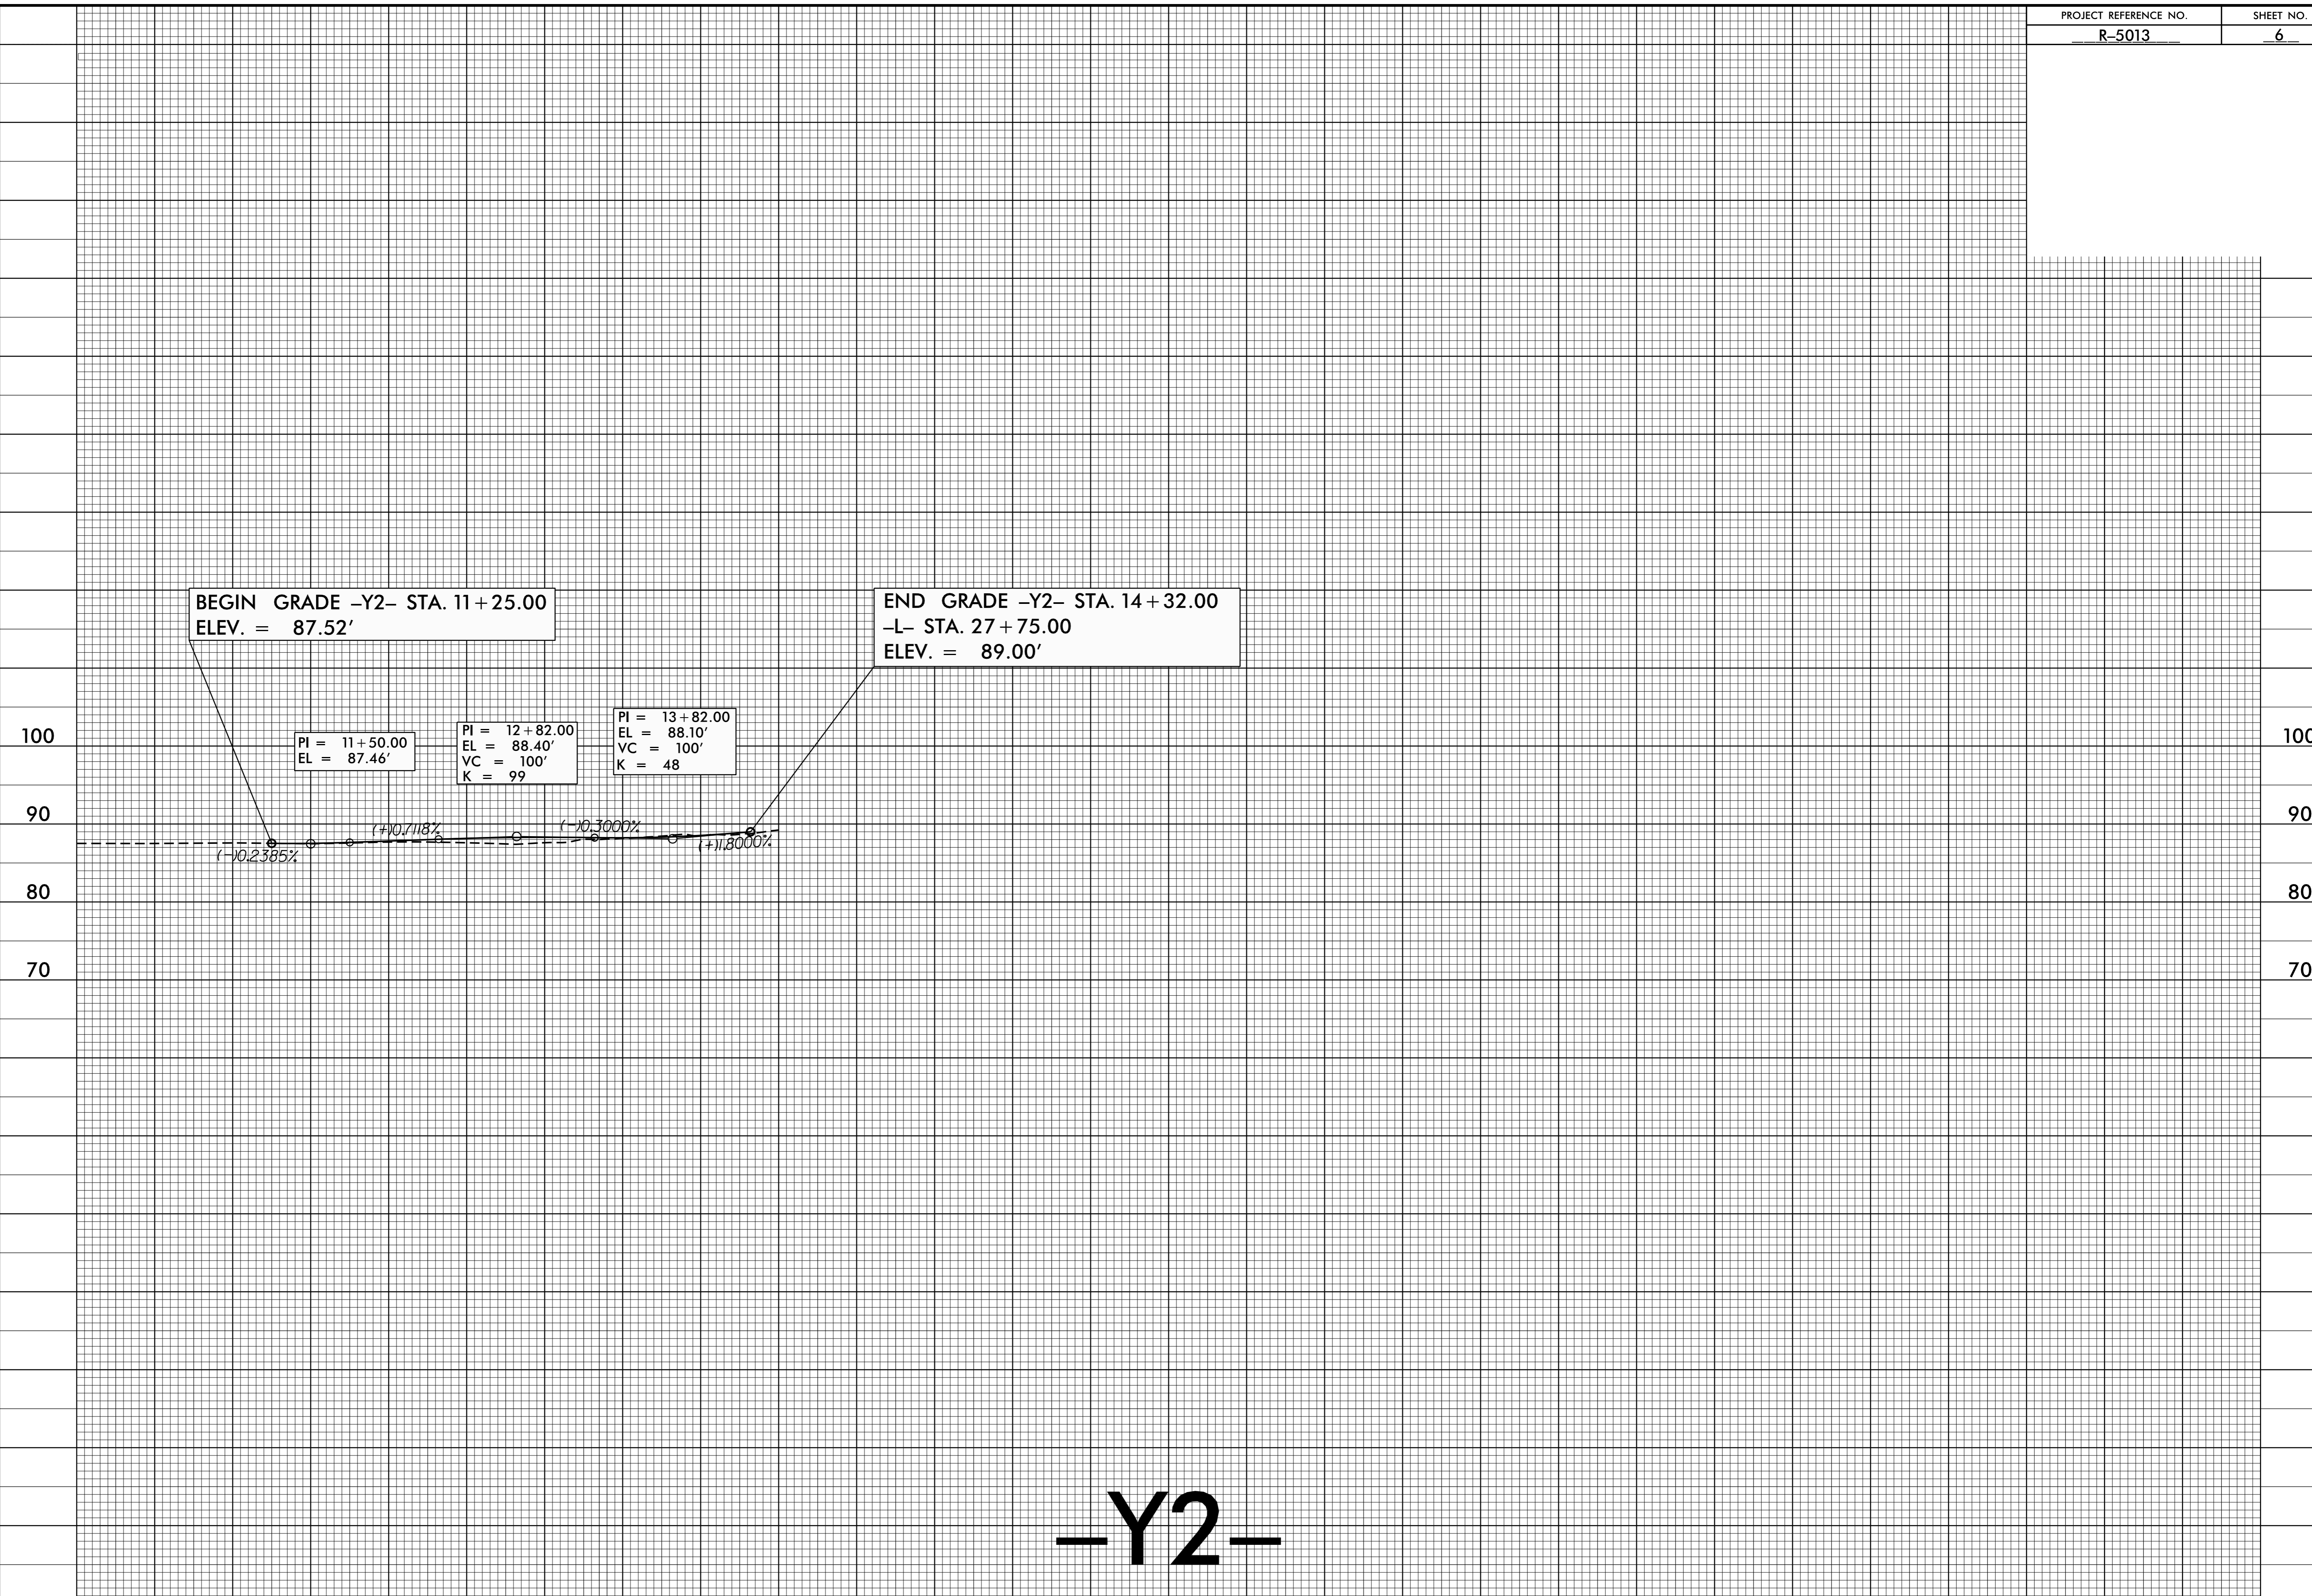 PROJECT REFERENCE NO. SHEET NO.
R–5013 6
BEGIN GRADE –Y2– STA. 11+25.00
ELEV. = 87.52′
END GRADE –Y2– STA. 14+32.00
–L– STA. 27+75.00
ELEV. = 89.00′
PI = 11+50.00
EL = 87.46′
PI = 12+82.00
EL = 88.40′
VC = 100′
K = 99
PI = 13+82.00
EL = 88.10′
VC = 100′
K = 48
100 100
90 90
80 80
70 70
(–)0.2385%
(+)0.7118%
(–)0.3000%
(+)1.8000%
–Y2–